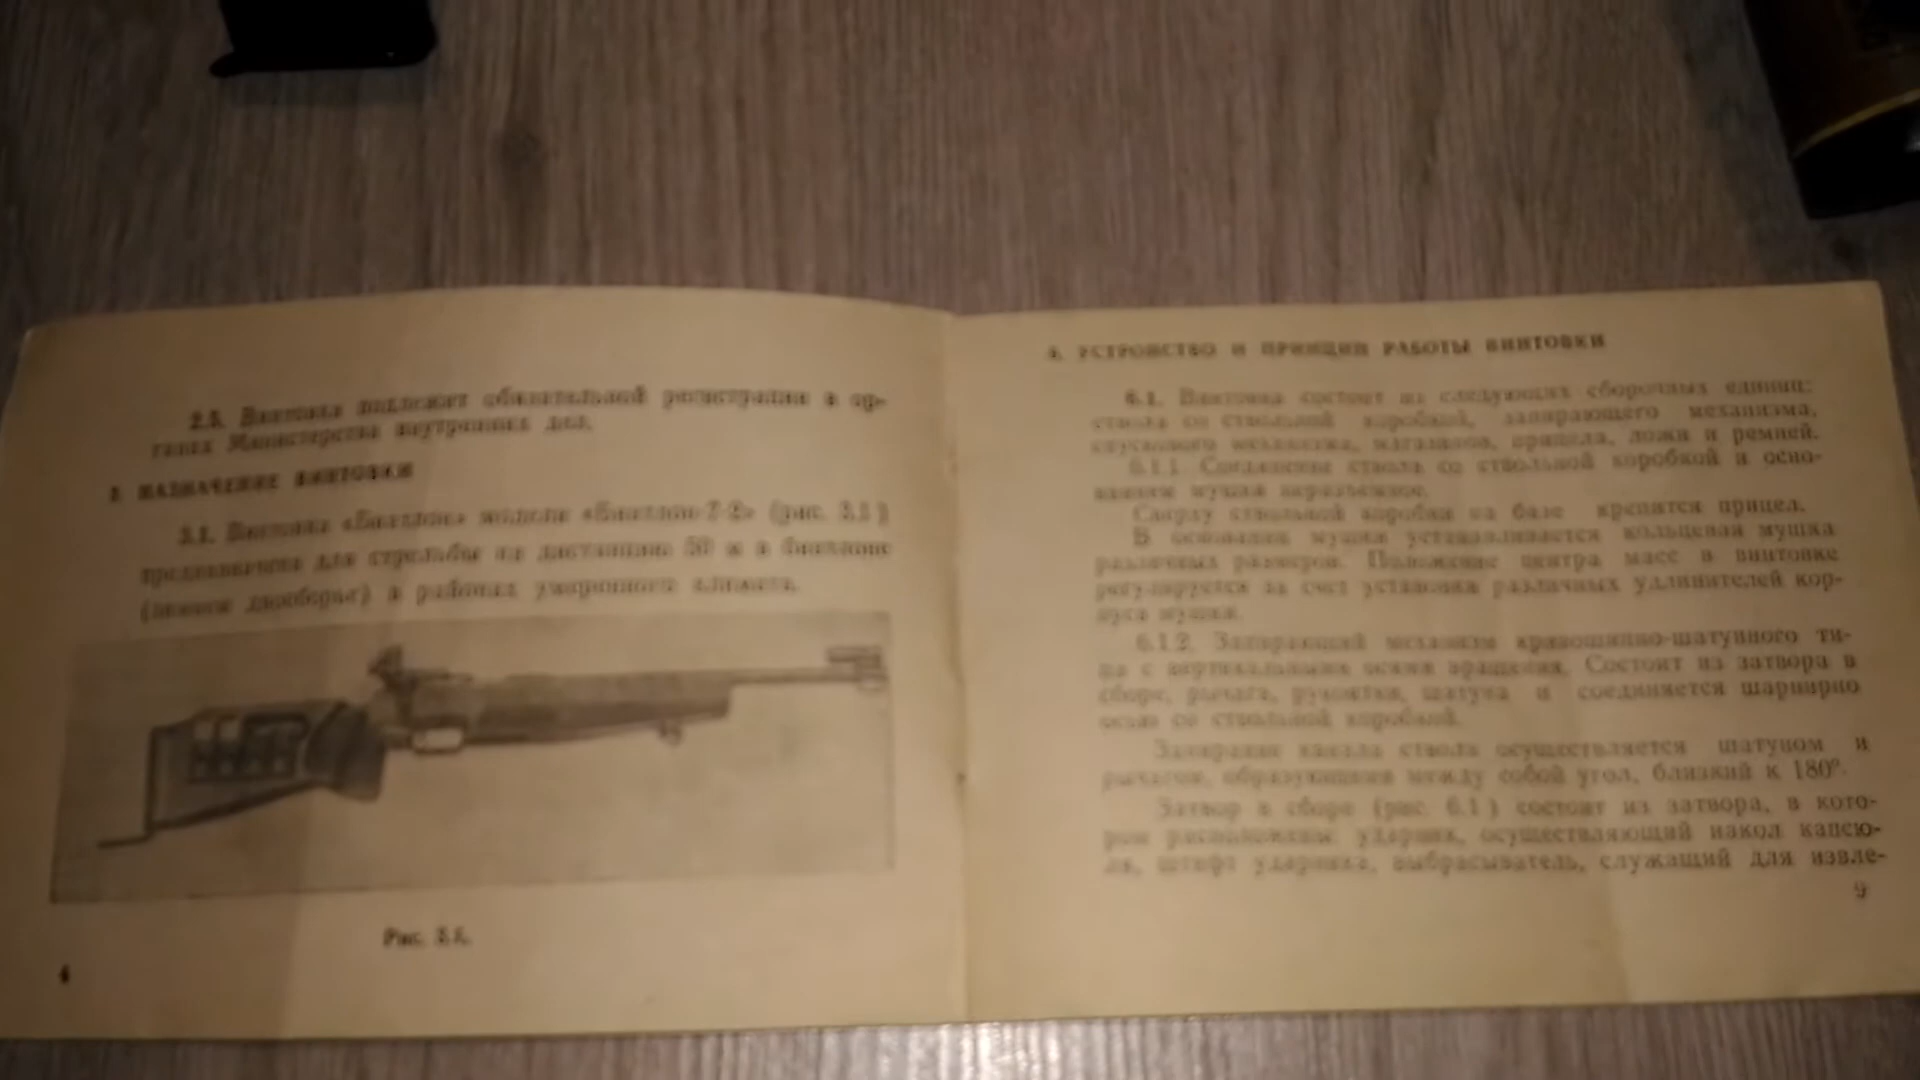 2.5. Винтовка подлежит обязательной регистрации в ор-
ганах Министерства внутренних дел.
3. НАЗНАЧЕНИЕ ВИНТОВКИ
3.1. Винтовка «Биатлон» модели «Биатлон-7-2» (рис. 3.1)
предназначена для стрельбы на дистанцию 50 м в биатлоне
(зимнем двоеборье) в районах умеренного климата.
Рис. 3.1.
4
6. УСТРОЙСТВО И ПРИНЦИП РАБОТЫ ВИНТОВКИ
6.1. Винтовка состоит из следующих сборочных единиц:
ствола со ствольной коробкой, запирающего механизма,
спускового механизма, магазинов, прицела, ложи и ремней.
6.1.1. Соединение ствола со ствольной коробкой и осно-
ванием мушки неразъемное.
Сверху ствольной коробки на базе крепится прицел.
В основании мушки устанавливается кольцевая мушка
различных размеров. Положение центра масс в винтовке
регулируется за счет установки различных удлинителей кор-
пуса мушки.
6.1.2. Запирающий механизм кривошипно-шатунного ти-
па с вертикальными осями вращения. Состоит из затвора в
сборе, рычага, рукоятки, шатуна и соединяется шарнирно
осью со ствольной коробкой.
Запирание канала ствола осуществляется шатуном и
рычагом, образующими между собой угол, близкий к 180°.
Затвор в сборе (рис. 6.1) состоит из затвора, в кото-
ром расположены: ударник, осуществляющий накол капсю-
ля, штифт ударника, выбрасыватель, служащий для извле-
9